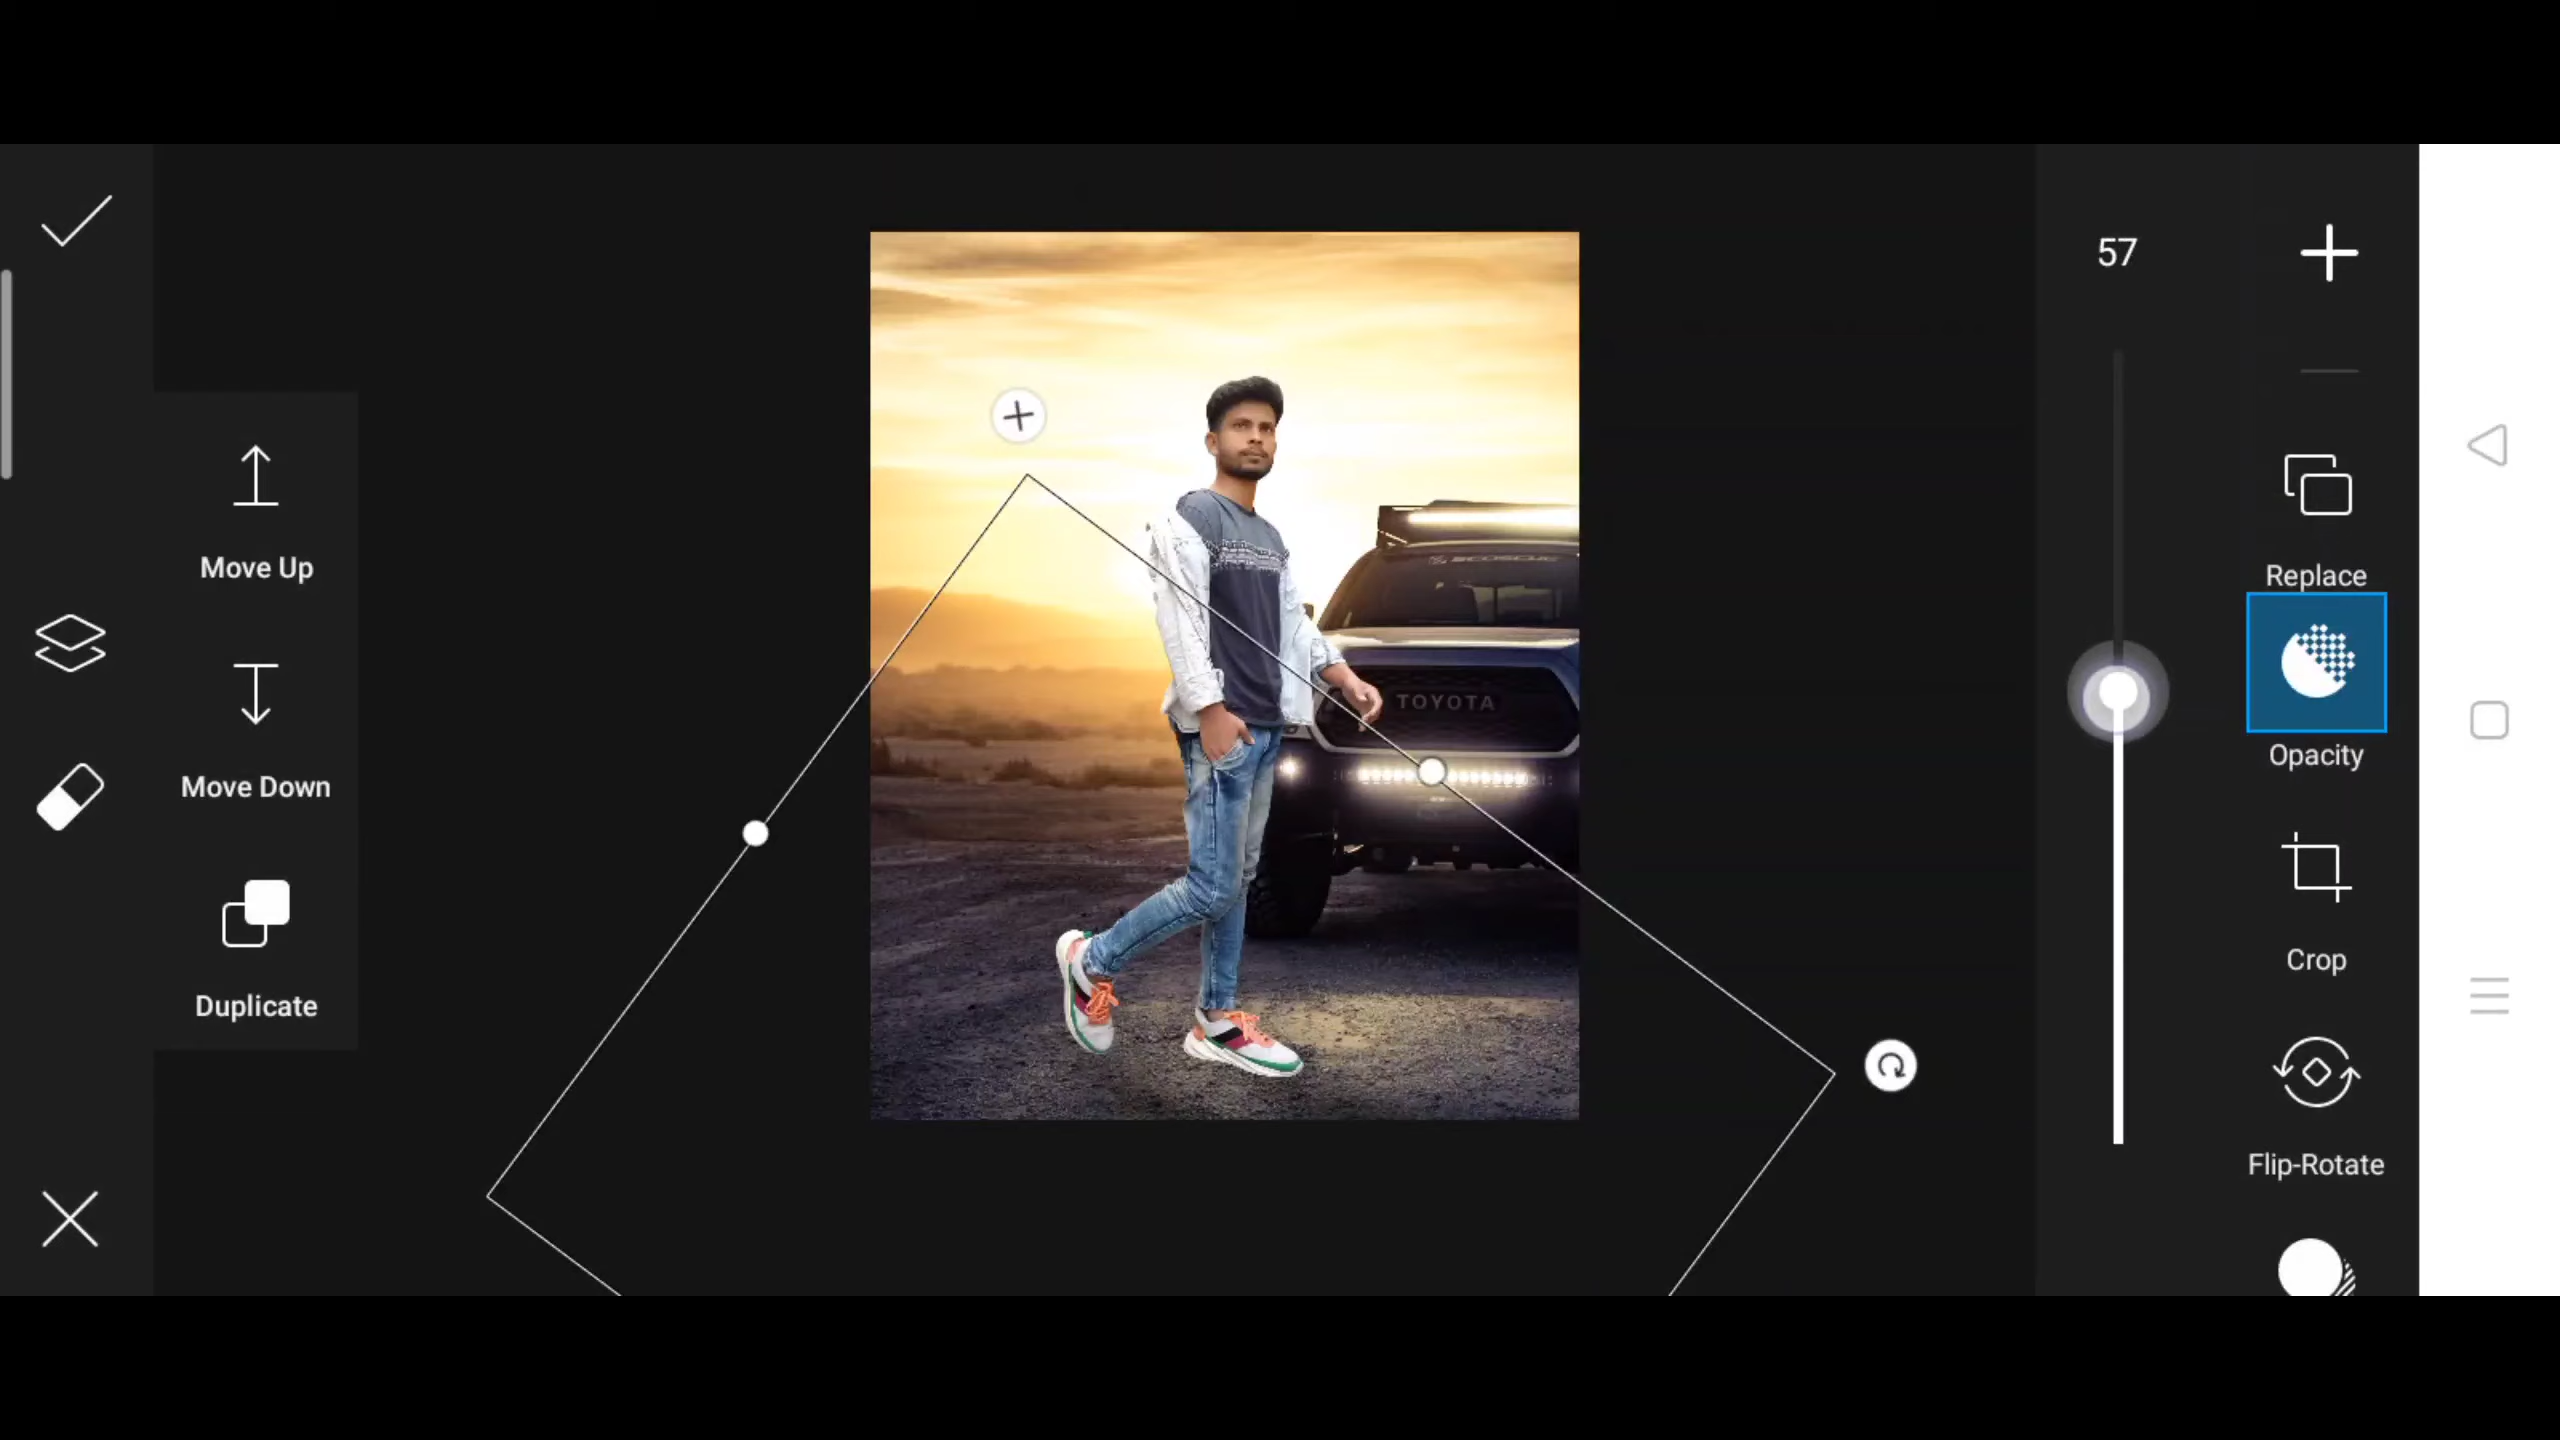 57
Move Up
Replace
TOYOTA
Opacity
Move Down
Crop
Duplicate
Flip-Rotate